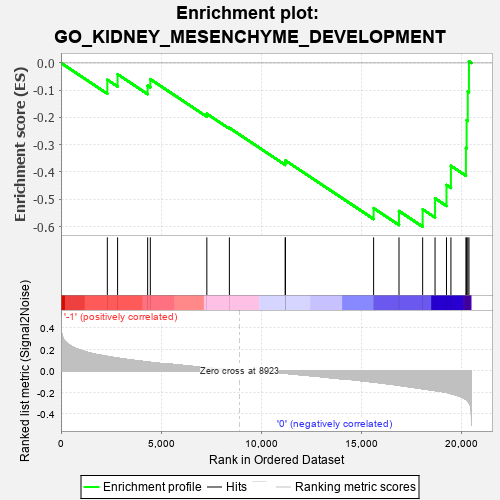 Enrichment plot:
GO_KIDNEY_MESENCHYME_DEVELOPMENT
Enrichment score (ES)
0.0
-0.1
-0.2
-0.3
-0.4
-0.5
-0.6
'-1' (positively correlated)
Ranked list metric (Signal2Noise)
0.4
0.2
0.0
-0.2
-0.4
Zero cross at 8923
'0' (negatively correlated)
0 5,000 10,000 15,000 20,000
Rank in Ordered Dataset
Enrichment profile Hits Ranking metric scores